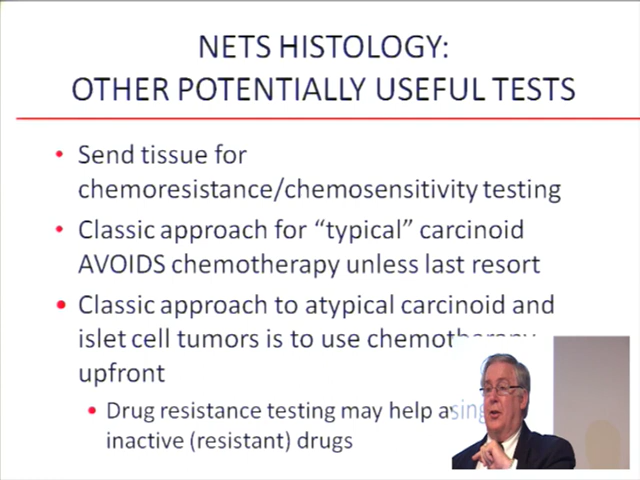 NETS HISTOLOGY:
OTHER POTENTIALLY USEFUL TESTS
• Send tissue for
chemoresistance/chemosensitivity testing
• Classic approach for “typical” carcinoid
AVOIDS chemotherapy unless last resort
• Classic approach to atypical carcinoid and
islet cell tumors is to use chemotherapy
upfront
• Drug resistance testing may help
inactive (resistant) drugs